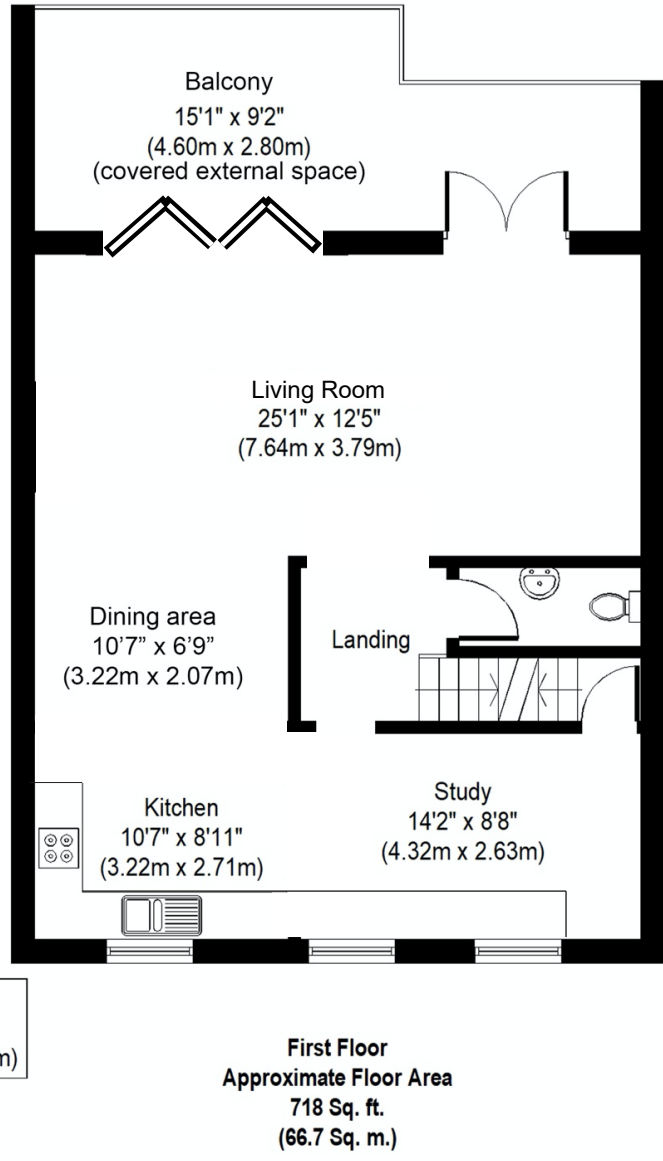 Balcony
15'1" x 9'2"
(4.60m x 2.80m)
(covered external space)
Living Room
25'1" x 12'5"
(7.64m x 3.79m)
Dining area
10’7” x 6’9”
(3.22m x 2.07m)
Landing
Kitchen
10'7" x 8'11"
(3.22m x 2.71m)
Study
14'2" x 8'8"
(4.32m x 2.63m)
m)
First Floor
Approximate Floor Area
718 Sq. ft.
(66.7 Sq. m.)